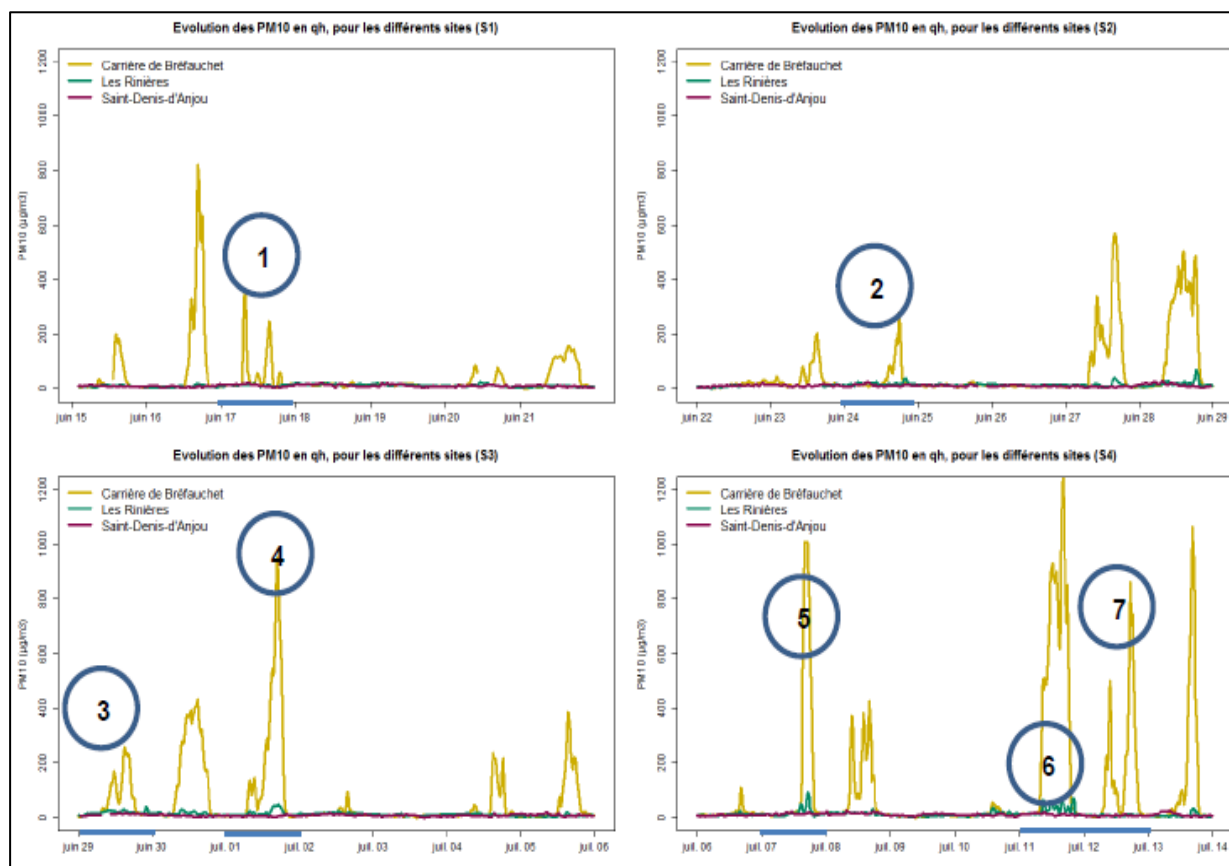 Evolution des PM10 en qh, pour les différents sites (S1)
1200
1000
800
600
400
200
0
PM10 (µg/m3)
Carrière de Bréfauchet
Les Rinières
Saint-Denis-d'Anjou
1
juin 15
juin 16
juin 17
juin 18
juin 19
juin 20
juin 21
Evolution des PM10 en qh, pour les différents sites (S2)
1200
1000
800
600
400
200
0
PM10 (µg/m3)
Carrière de Bréfauchet
Les Rinières
Saint-Denis-d'Anjou
2
juin 22
juin 23
juin 24
juin 25
juin 26
juin 27
juin 28
juin 29
Evolution des PM10 en qh, pour les différents sites (S3)
1200
1000
800
600
400
200
0
PM10 (µg/m3)
Carrière de Bréfauchet
Les Rinières
Saint-Denis-d'Anjou
4
3
juin 29
juin 30
juil. 01
juil. 02
juil. 03
juil. 04
juil. 05
juil. 06
Evolution des PM10 en qh, pour les différents sites (S4)
1200
1000
800
600
400
200
0
PM10 (µg/m3)
Carrière de Bréfauchet
Les Rinières
Saint-Denis-d'Anjou
5
7
6
juil. 06
juil. 07
juil. 08
juil. 09
juil. 10
juil. 11
juil. 12
juil. 13
juil. 14